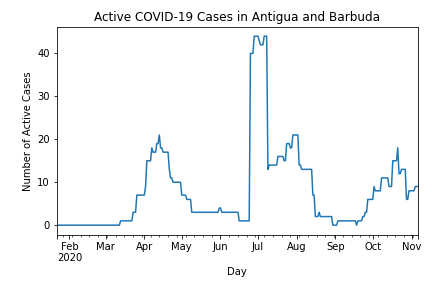 Active COVID-19 Cases in Antigua and Barbuda
Number of Active Cases
40
30
20
10
0
Feb Mar Apr May Jun Jul Aug Sep Oct Nov
2020
Day